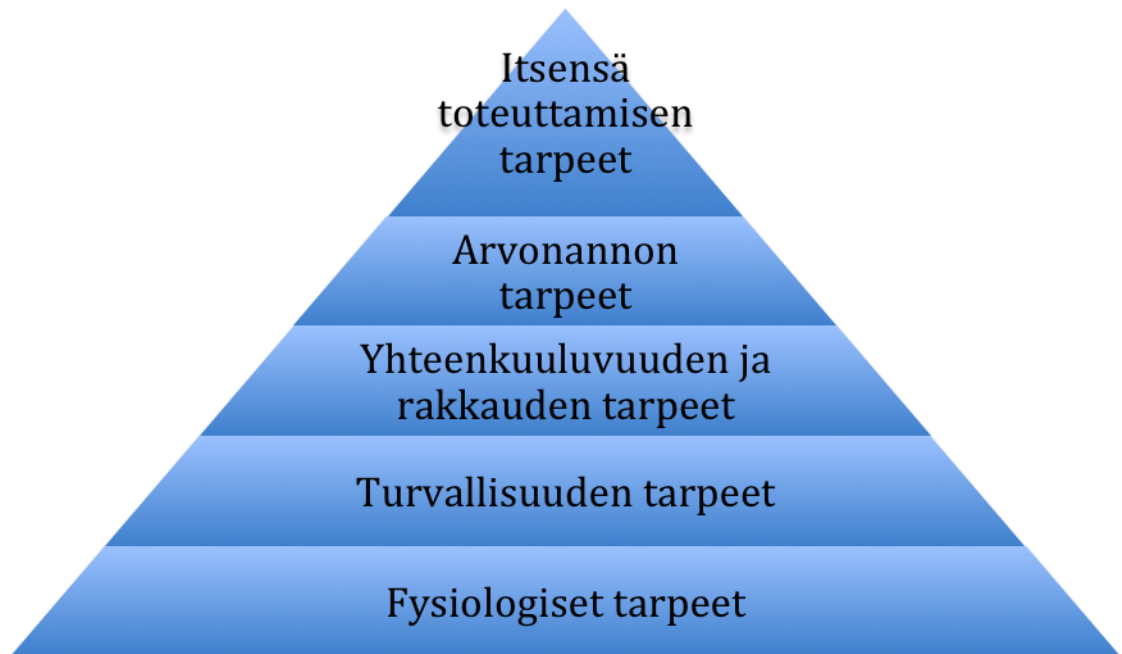 Itsensä
toteuttamisen
tarpeet
Arvonannon
tarpeet
Yhteenkuuluvuuden ja
rakkauden tarpeet
Turvallisuuden tarpeet
Fysiologiset tarpeet